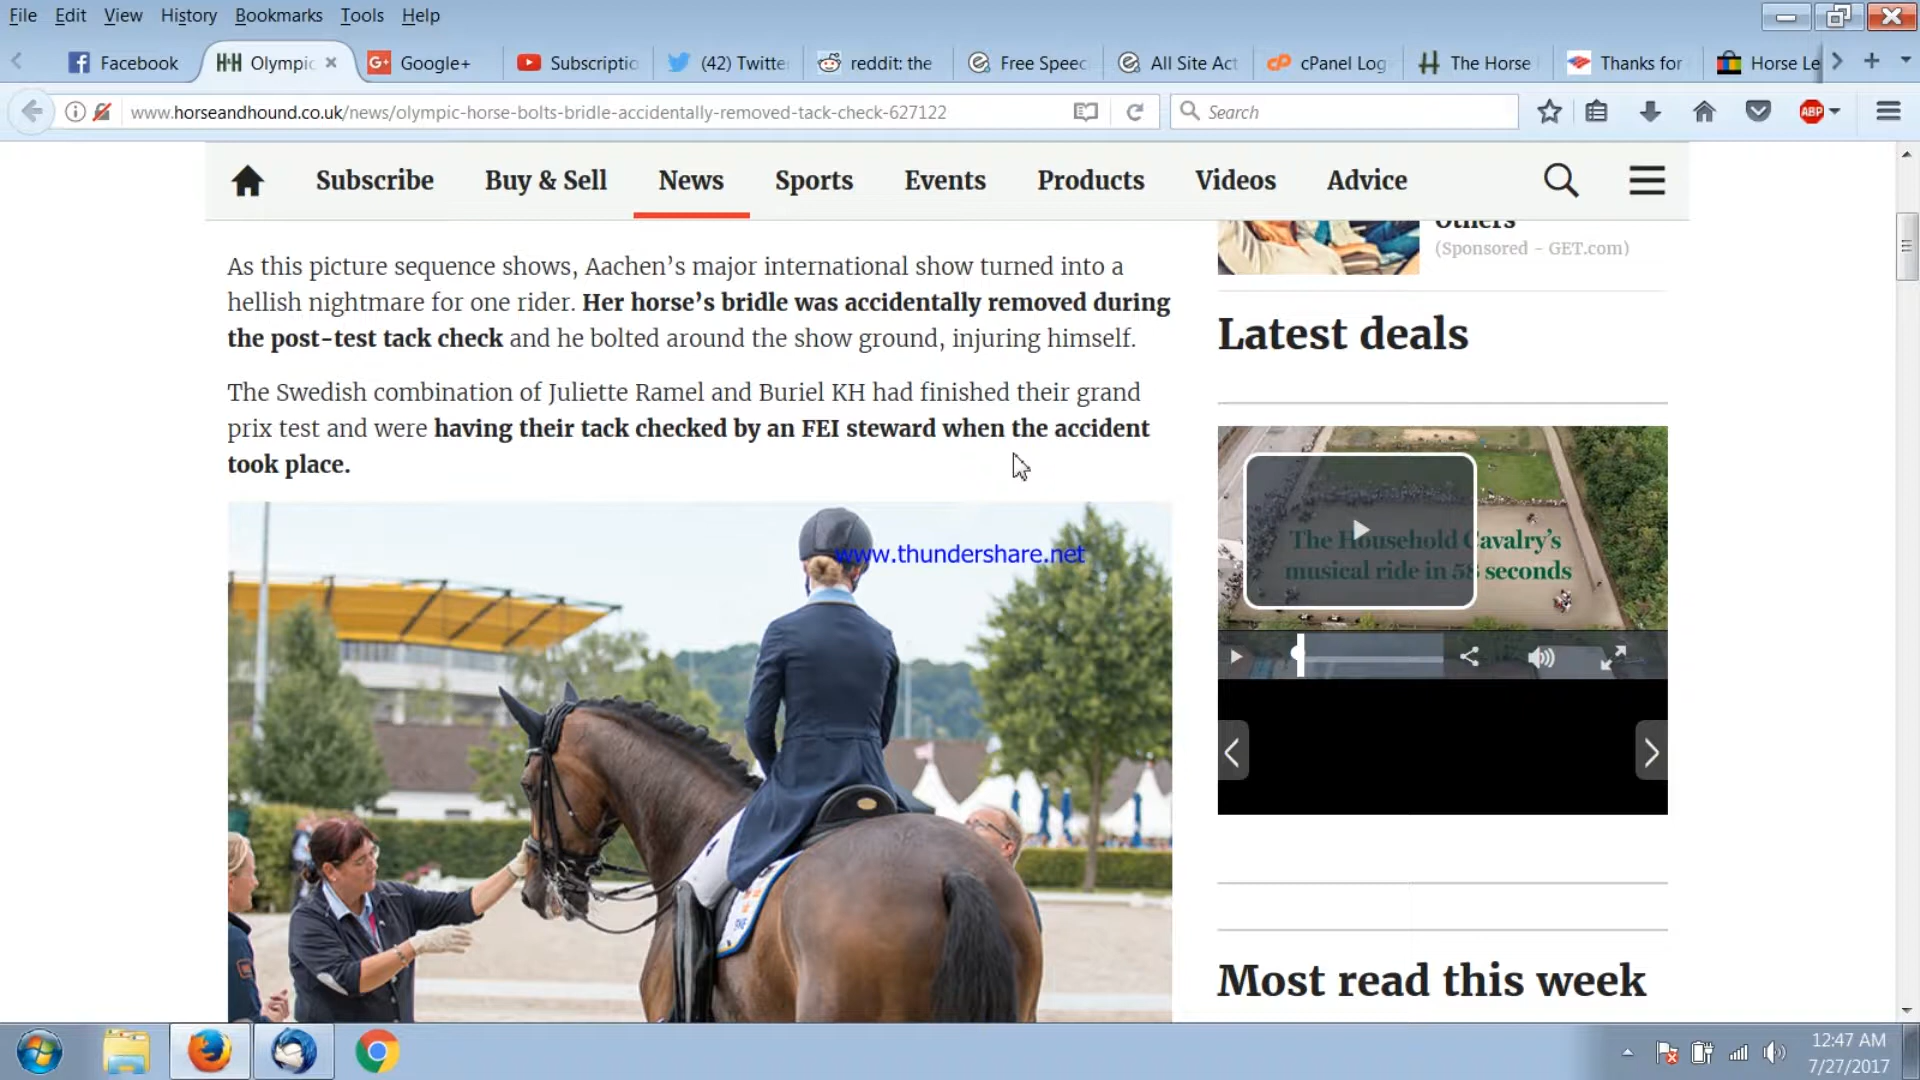 File Edit View History Bookmarks Tools Help
Facebook
H&H Olympic
G+ Google+
Subscriptio
(42) Twitte
reddit: the
Free Speec
All Site Act
cP cPanel Log
The Horse
Thanks for
Horse Le
www.horseandhound.co.uk/news/olympic-horse-bolts-bridle-accidentally-removed-tack-check-627122
Search
ABP
Subscribe Buy & Sell News Sports Events Products Videos Advice
As this picture sequence shows, Aachen’s major international show turned into a
hellish nightmare for one rider. Her horse’s bridle was accidentally removed during
the post-test tack check and he bolted around the show ground, injuring himself.
The Swedish combination of Juliette Ramel and Buriel KH had finished their grand
prix test and were having their tack checked by an FEI steward when the accident
took place.
www.thundershare.net
Others
(Sponsored - GET.com)
Latest deals
The Household Cavalry’s
musical ride in 58 seconds
Most read this week
12:47 AM
7/27/2017